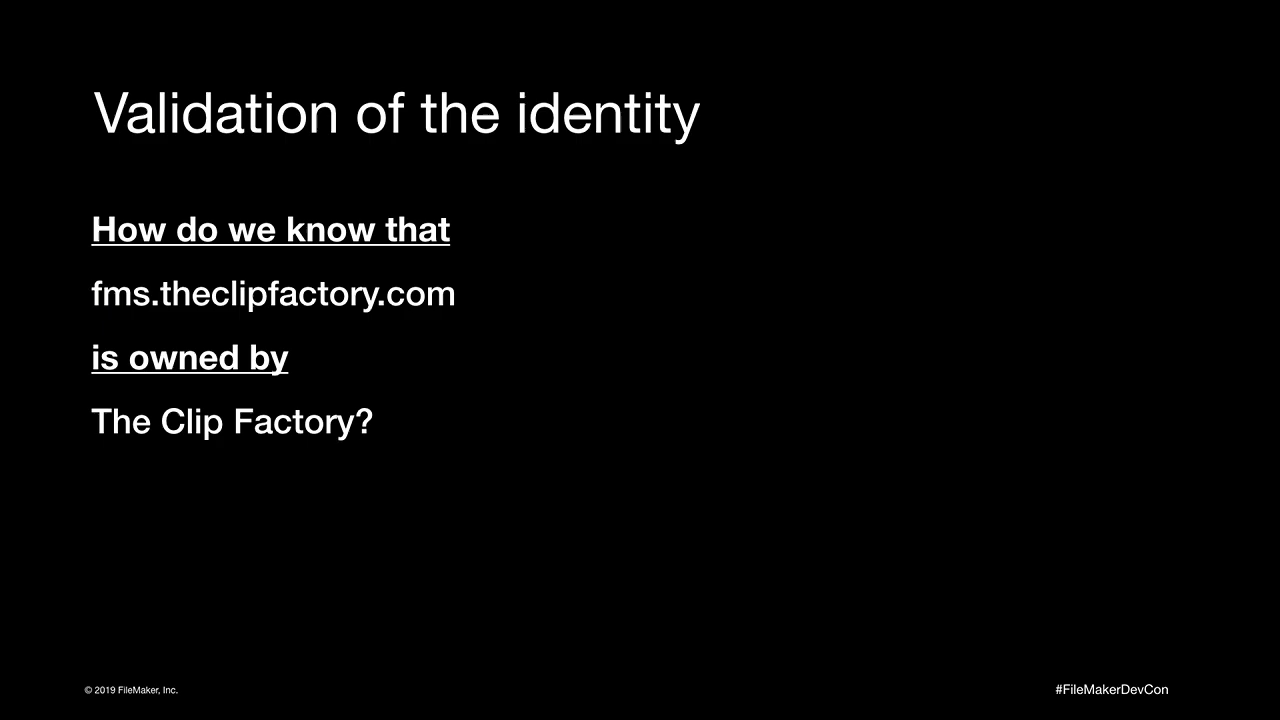 Validation of the identity
How do we know that
fms.theclipfactory.com
is owned by
The Clip Factory?
© 2019 FileMaker, Inc.
#FileMakerDevCon